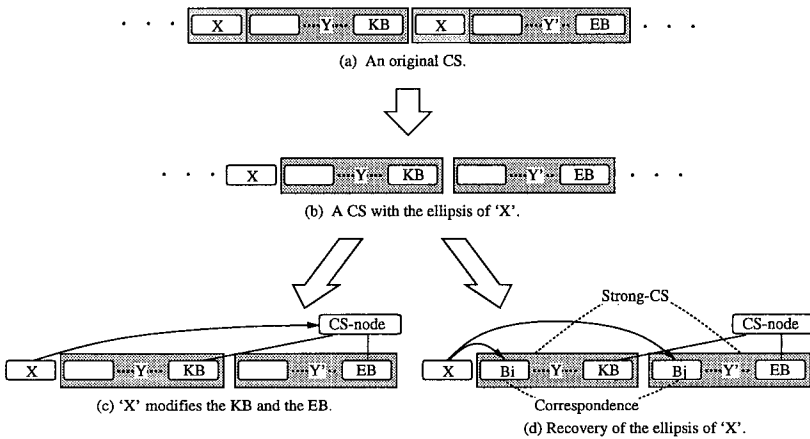 · · · X ····Y···· KB X ····Y'···· EB · · ·
(a) An original CS.
· · · X ····Y···· KB ····Y'···· EB · · ·
(b) A CS with the ellipsis of ‘X’.
CS-node
X ····Y···· KB ····Y'···· EB
(c) ‘X’ modifies the KB and the EB.
Strong-CS
CS-node
X Bi ····Y···· KB Bj ····Y'···· EB
Correspondence
(d) Recovery of the ellipsis of ‘X’.